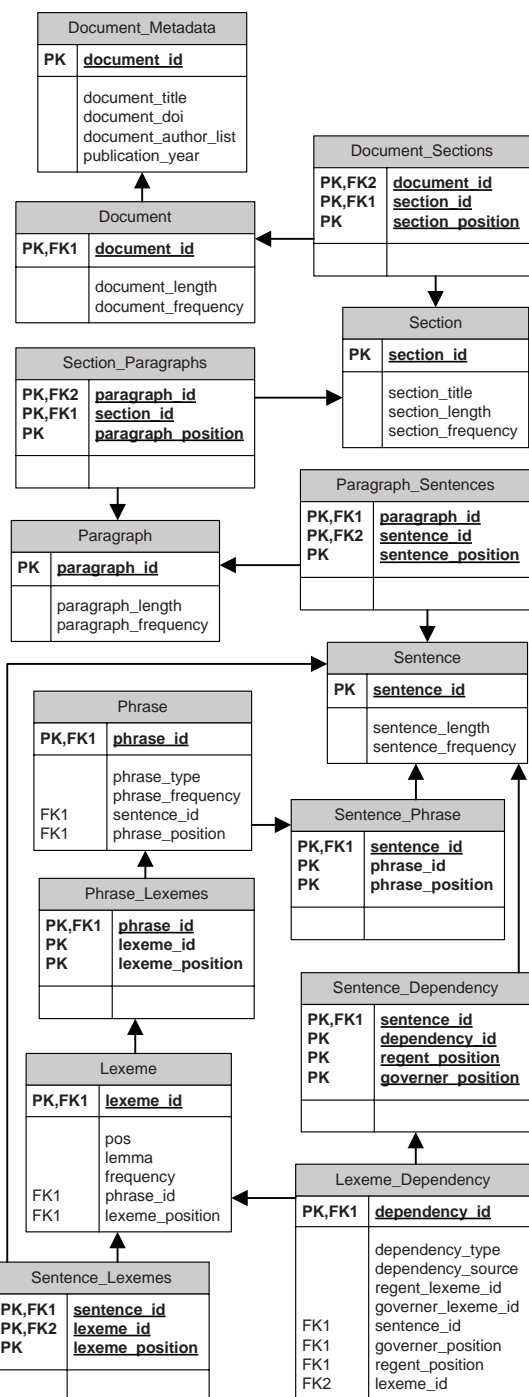 Document_Metadata
PK document_id
document_title
document_doi
document_author_list
publication_year
Document_Sections
PK,FK2 document_id
PK,FK1 section_id
PK section_position
Document
PK,FK1 document_id
document_length
document_frequency
Section
PK section_id
section_title
section_length
section_frequency
Section_Paragraphs
PK,FK2 paragraph_id
PK,FK1 section_id
PK paragraph_position
Paragraph_Sentences
PK,FK1 paragraph_id
PK,FK2 sentence_id
PK sentence_position
Paragraph
PK paragraph_id
paragraph_length
paragraph_frequency
Sentence
PK sentence_id
sentence_length
sentence_frequency
Phrase
PK,FK1 phrase_id
phrase_type
phrase_frequency
FK1 sentence_id
FK1 phrase_position
Sentence_Phrase
PK,FK1 sentence_id
PK phrase_id
PK phrase_position
Phrase_Lexemes
PK,FK1 phrase_id
PK lexeme_id
PK lexeme_position
Sentence_Dependency
PK,FK1 sentence_id
PK dependency_id
PK regent_position
PK governer_position
Lexeme
PK,FK1 lexeme_id
pos
lemma
frequency
FK1 phrase_id
FK1 lexeme_position
Lexeme_Dependency
PK,FK1 dependency_id
dependency_type
dependency_source
regent_lexeme_id
governer_lexeme_id
FK1 sentence_id
FK1 governer_position
FK1 regent_position
FK2 lexeme_id
Sentence_Lexemes
PK,FK1 sentence_id
PK,FK2 lexeme_id
PK lexeme_position